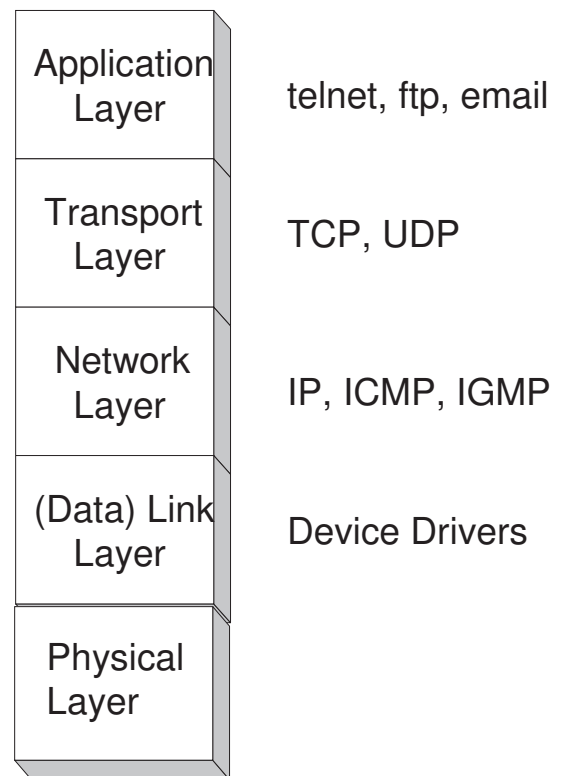 Application
Layer
telnet, ftp, email
Transport
Layer
TCP, UDP
Network
Layer
IP, ICMP, IGMP
(Data) Link
Layer
Device Drivers
Physical
Layer